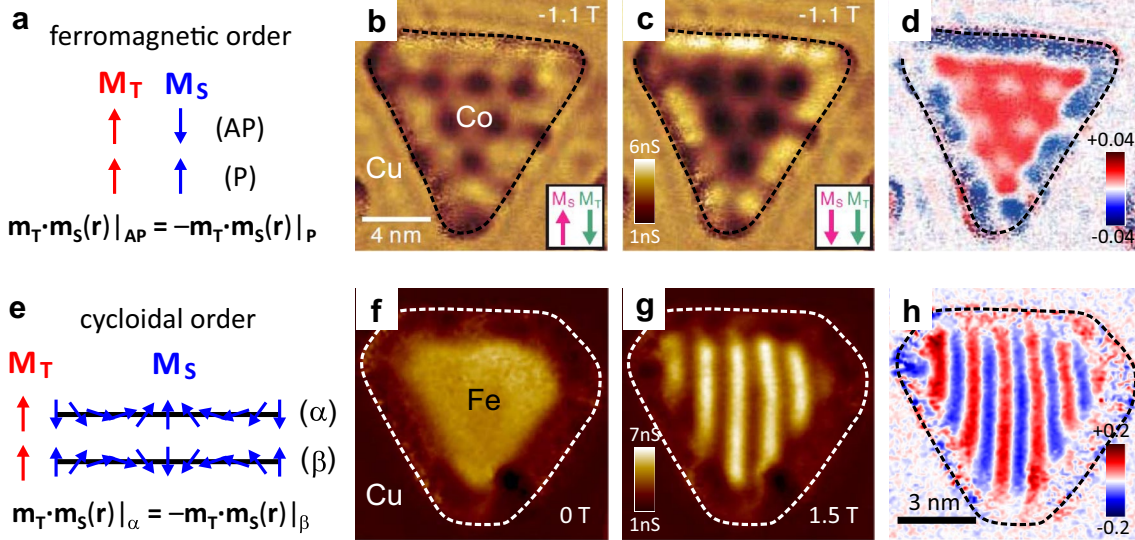 a
ferromagnetic order
M_T M_S
(AP)
(P)
m_T·m_S(r)|_AP = −m_T·m_S(r)|_P
b
-1.1 T
Co
Cu
4 nm
M_S M_T
c
-1.1 T
6nS
1nS
M_S M_T
d
+0.04
-0.04
e
cycloidal order
M_T M_S
(α)
(β)
m_T·m_S(r)|_α = −m_T·m_S(r)|_β
f
Fe
Cu
0 T
g
7nS
1nS
1.5 T
h
+0.2
3 nm
-0.2